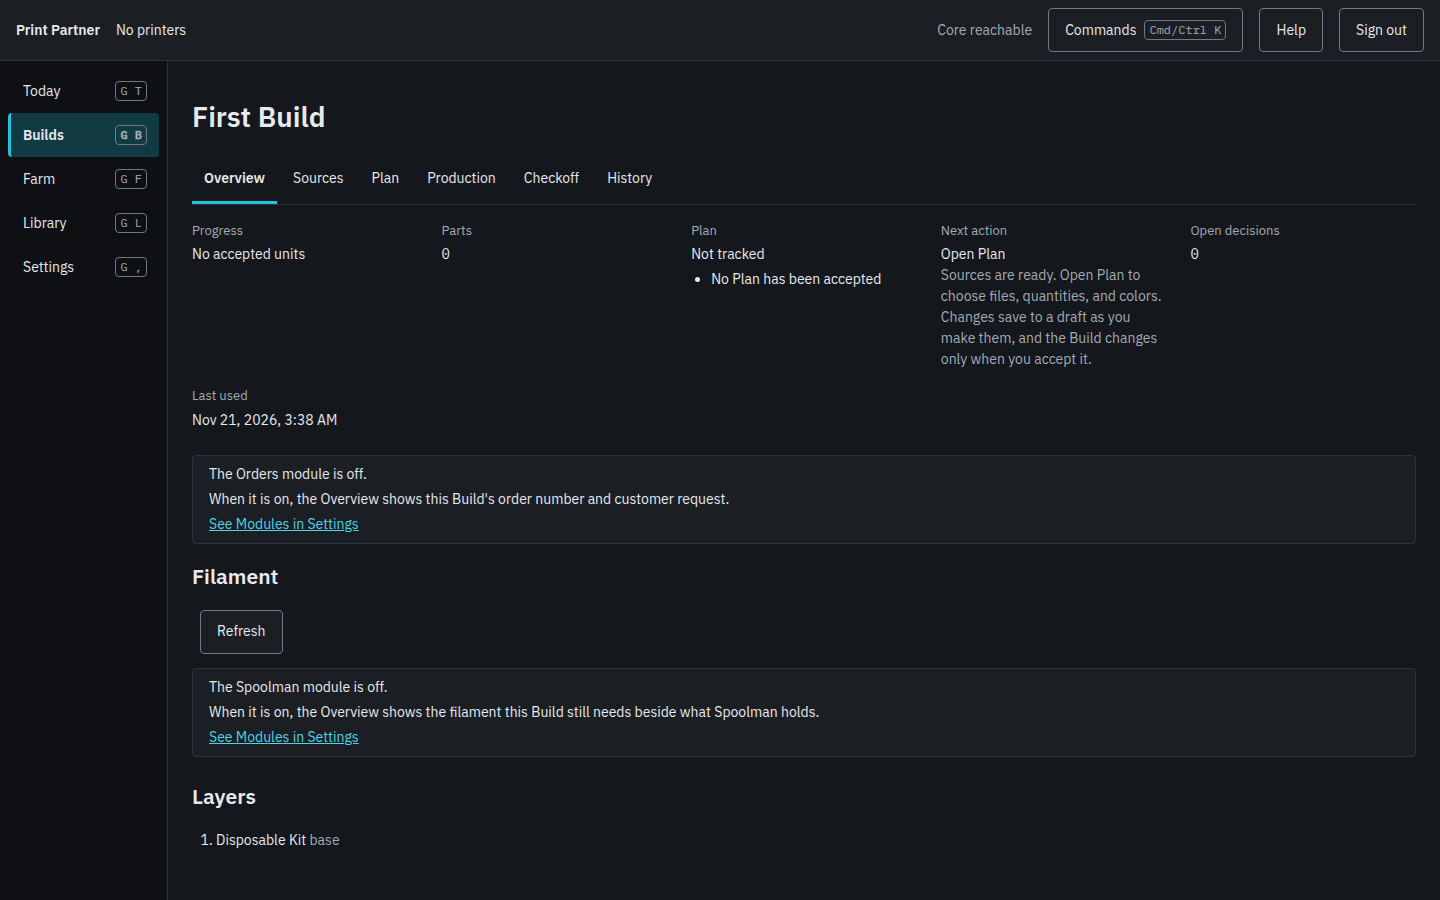 Print Partner No printers Core reachable Commands Cmd/Ctrl K Help Sign out
Today G T
Builds G B
Farm G F
Library G L
Settings G ,
First Build
Overview Sources Plan Production Checkoff History
Progress
No accepted units
Parts
0
Plan
Not tracked
• No Plan has been accepted
Next action
Open Plan
Sources are ready. Open Plan to
choose files, quantities, and colors.
Changes save to a draft as you
make them, and the Build changes
only when you accept it.
Open decisions
0
Last used
Nov 21, 2026, 3:38 AM
The Orders module is off.
When it is on, the Overview shows this Build's order number and customer request.
See Modules in Settings
Filament
Refresh
The Spoolman module is off.
When it is on, the Overview shows the filament this Build still needs beside what Spoolman holds.
See Modules in Settings
Layers
1. Disposable Kit base